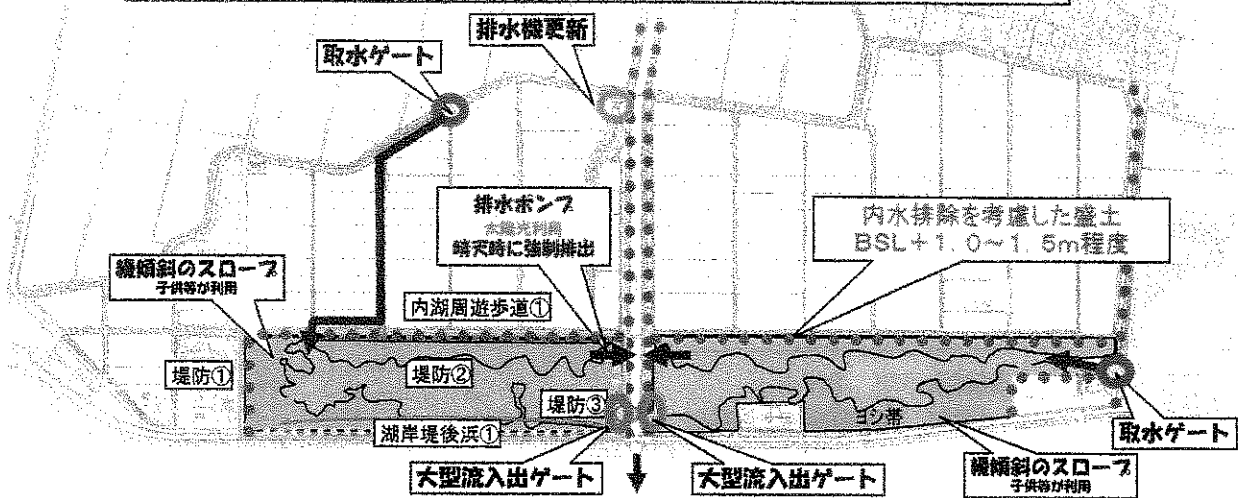 排水機更新
取水ゲート
排水ポンプ
太陽光利用
晴天時に強制排出
内水排除を考慮した盛土
BSL+1.0~1.5m程度
緩傾斜のスロープ
子供等が利用
内湖周遊歩道①
堤防①
堤防②
堤防③
ヨシ帯
湖岸堤後浜①
取水ゲート
大型流入出ゲート
大型流入出ゲート
緩傾斜のスロープ
子供等が利用